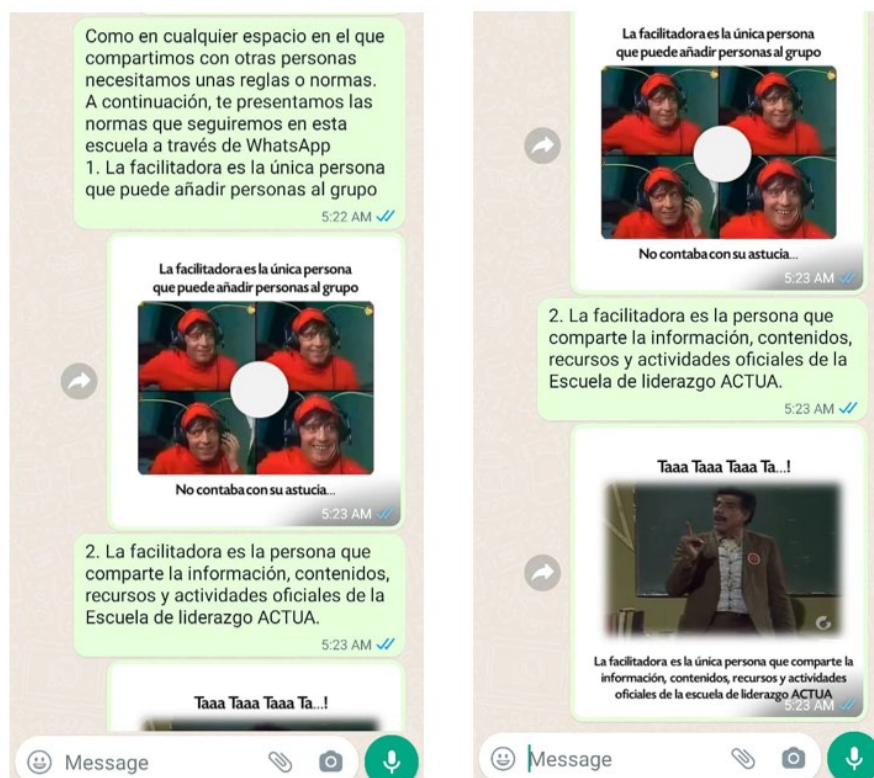 Como en cualquier espacio en el que
compartimos con otras personas
necesitamos unas reglas o normas.
A continuación, te presentamos las
normas que seguiremos en esta
escuela a través de WhatsApp
1. La facilitadora es la única persona
que puede añadir personas al grupo
5:22 AM
La facilitadora es la única persona
que puede añadir personas al grupo
No contaba con su astucia...
5:23 AM
2. La facilitadora es la persona que
comparte la información, contenidos,
recursos y actividades oficiales de la
Escuela de liderazgo ACTUA.
5:23 AM
Taaa Taaa Taaa Ta...!
Message
La facilitadora es la única persona
que puede añadir personas al grupo
No contaba con su astucia...
5:23 AM
2. La facilitadora es la persona que
comparte la información, contenidos,
recursos y actividades oficiales de la
Escuela de liderazgo ACTUA.
5:23 AM
Taaa Taaa Taaa Ta...!
La facilitadora es la única persona que comparte la
información, contenidos, recursos y actividades
oficiales de la escuela de liderazgo ACTUA
5:23 AM
Message